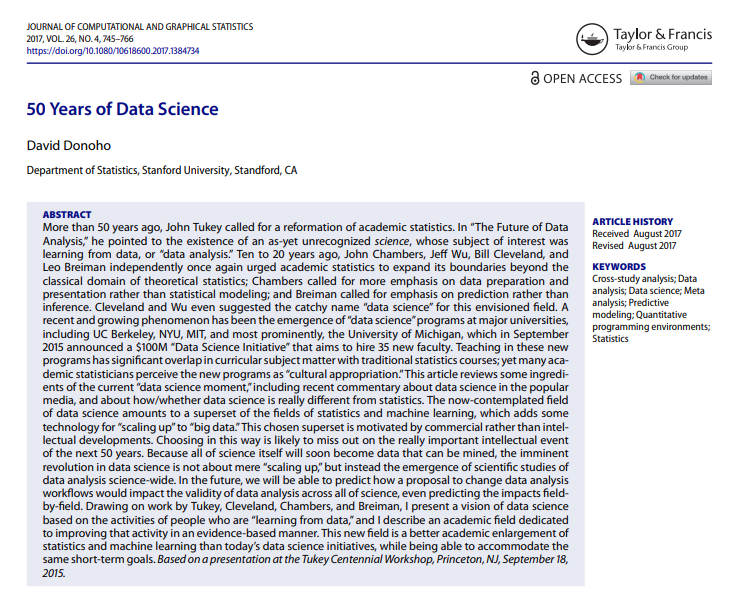 JOURNAL OF COMPUTATIONAL AND GRAPHICAL STATISTICS
2017, VOL. 26, NO. 4, 745–766
https://doi.org/10.1080/10618600.2017.1384734
Taylor & Francis
Taylor & Francis Group
OPEN ACCESS
Check for updates
50 Years of Data Science
David Donoho
Department of Statistics, Stanford University, Standford, CA
ABSTRACT
More than 50 years ago, John Tukey called for a reformation of academic statistics. In “The Future of Data
Analysis,” he pointed to the existence of an as-yet unrecognized science, whose subject of interest was
learning from data, or “data analysis.” Ten to 20 years ago, John Chambers, Jeff Wu, Bill Cleveland, and
Leo Breiman independently once again urged academic statistics to expand its boundaries beyond the
classical domain of theoretical statistics; Chambers called for more emphasis on data preparation and
presentation rather than statistical modeling; and Breiman called for emphasis on prediction rather than
inference. Cleveland and Wu even suggested the catchy name “data science” for this envisioned field. A
recent and growing phenomenon has been the emergence of “data science” programs at major universities,
including UC Berkeley, NYU, MIT, and most prominently, the University of Michigan, which in September
2015 announced a $100M “Data Science Initiative” that aims to hire 35 new faculty. Teaching in these new
programs has significant overlap in curricular subject matter with traditional statistics courses; yet many aca-
demic statisticians perceive the new programs as “cultural appropriation.” This article reviews some ingredi-
ents of the current “data science moment,” including recent commentary about data science in the popular
media, and about how/whether data science is really different from statistics. The now-contemplated field
of data science amounts to a superset of the fields of statistics and machine learning, which adds some
technology for “scaling up” to “big data.” This chosen superset is motivated by commercial rather than intel-
lectual developments. Choosing in this way is likely to miss out on the really important intellectual event
of the next 50 years. Because all of science itself will soon become data that can be mined, the imminent
revolution in data science is not about mere “scaling up,” but instead the emergence of scientific studies of
data analysis science-wide. In the future, we will be able to predict how a proposal to change data analysis
workflows would impact the validity of data analysis across all of science, even predicting the impacts field-
by-field. Drawing on work by Tukey, Cleveland, Chambers, and Breiman, I present a vision of data science
based on the activities of people who are “learning from data,” and I describe an academic field dedicated
to improving that activity in an evidence-based manner. This new field is a better academic enlargement of
statistics and machine learning than today’s data science initiatives, while being able to accommodate the
same short-term goals. Based on a presentation at the Tukey Centennial Workshop, Princeton, NJ, September 18,
2015.
ARTICLE HISTORY
Received August 2017
Revised August 2017
KEYWORDS
Cross-study analysis; Data
analysis; Data science; Meta
analysis; Predictive
modeling; Quantitative
programming environments;
Statistics